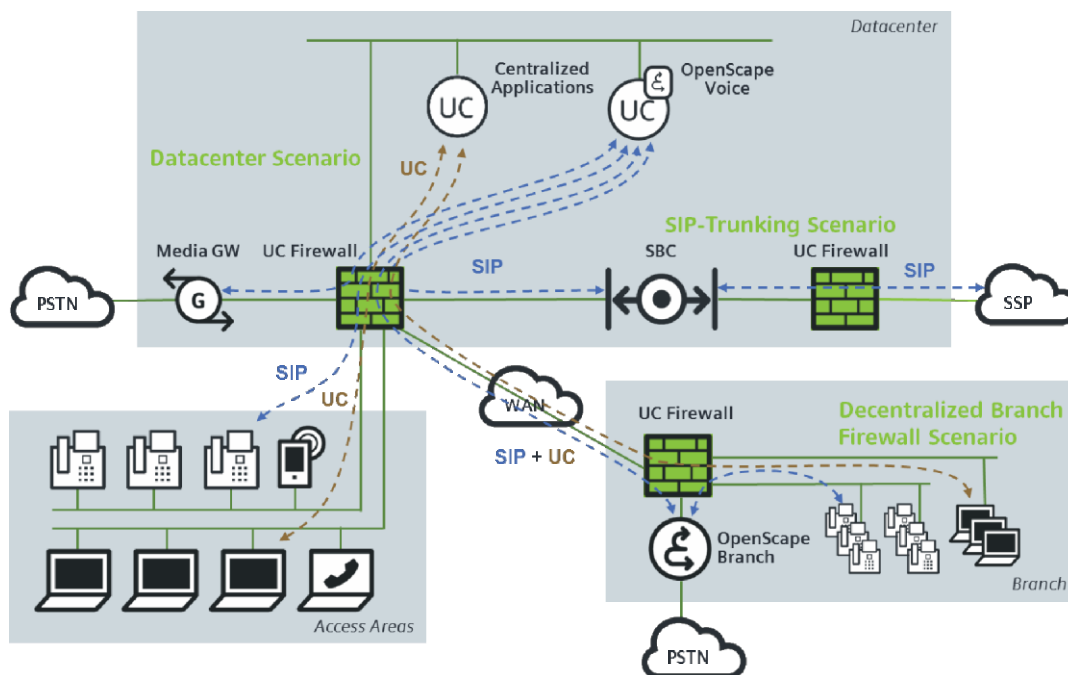 Datacenter
Centralized
Applications
OpenScape
Voice
UC
UC
Datacenter Scenario
UC
SIP-Trunking Scenario
Media GW
UC Firewall
SBC
UC Firewall
SIP
SIP
PSTN
G
SSP
SIP
UC
WAN
UC Firewall
Decentralized Branch
Firewall Scenario
SIP + UC
OpenScape
Branch
Branch
Access Areas
PSTN